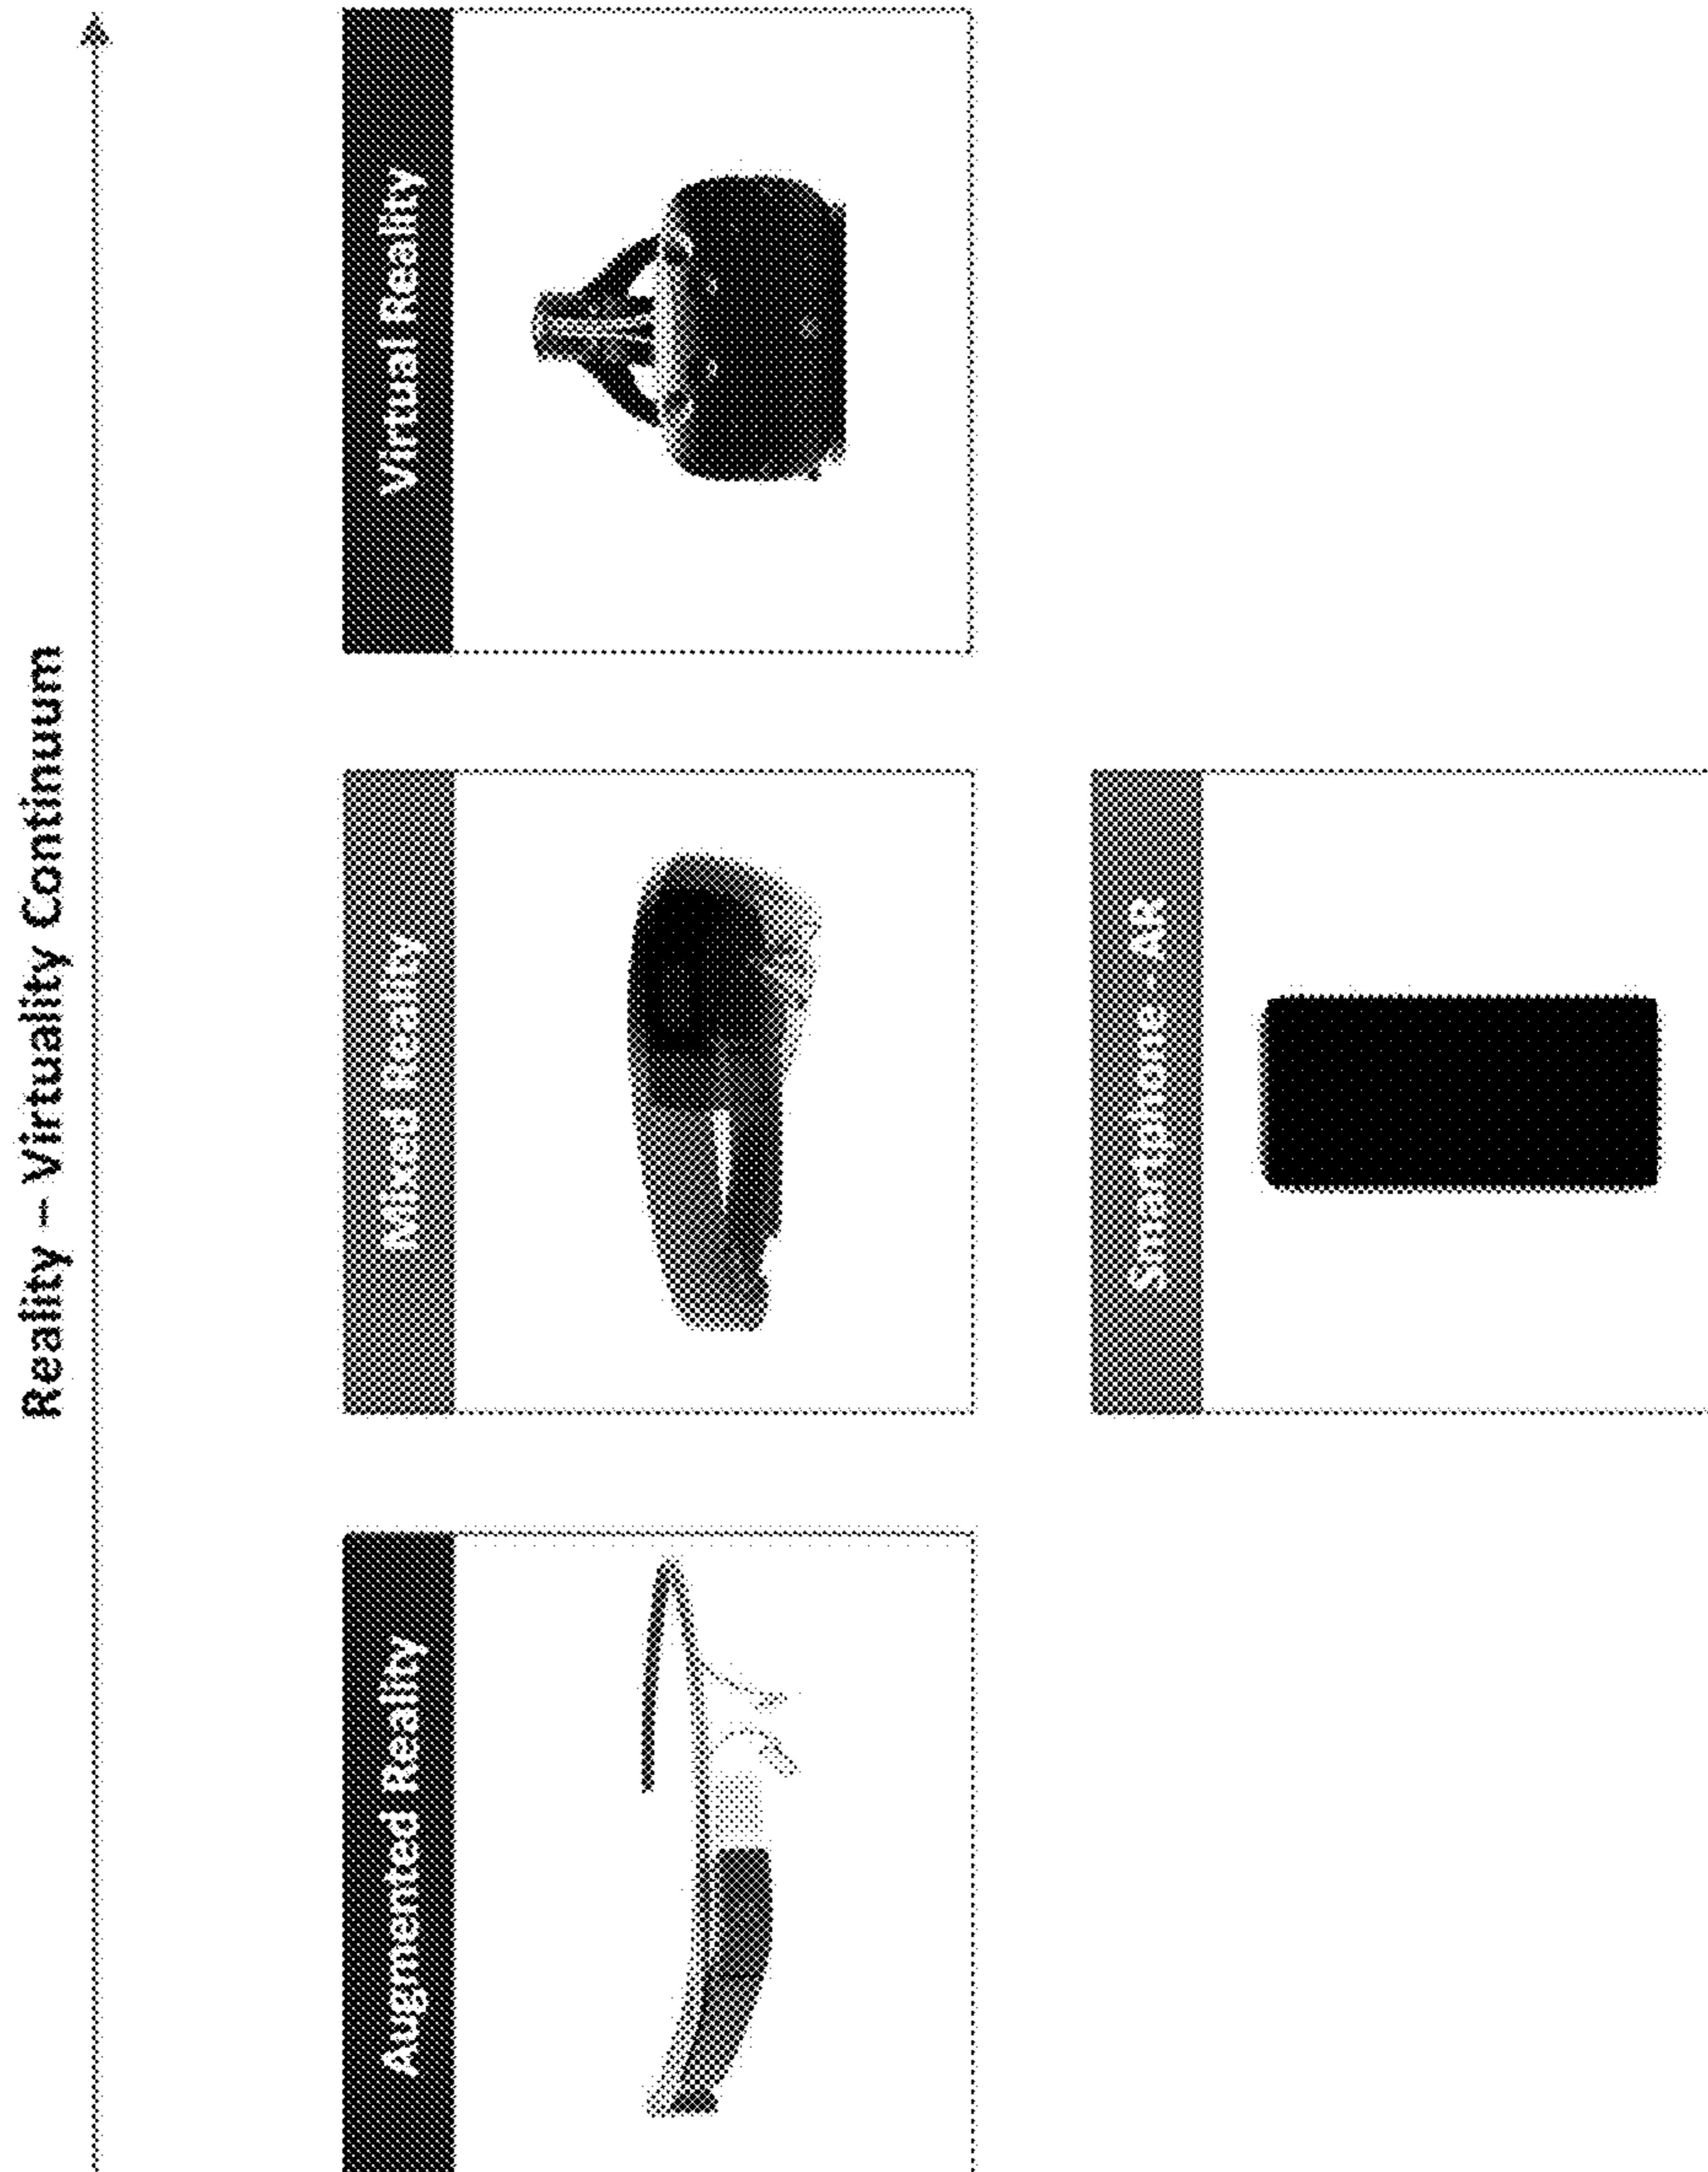 Reality – Virtuality Continuum
Augmented Reality
Mixed Reality
Virtual Reality
Smartphone - AR